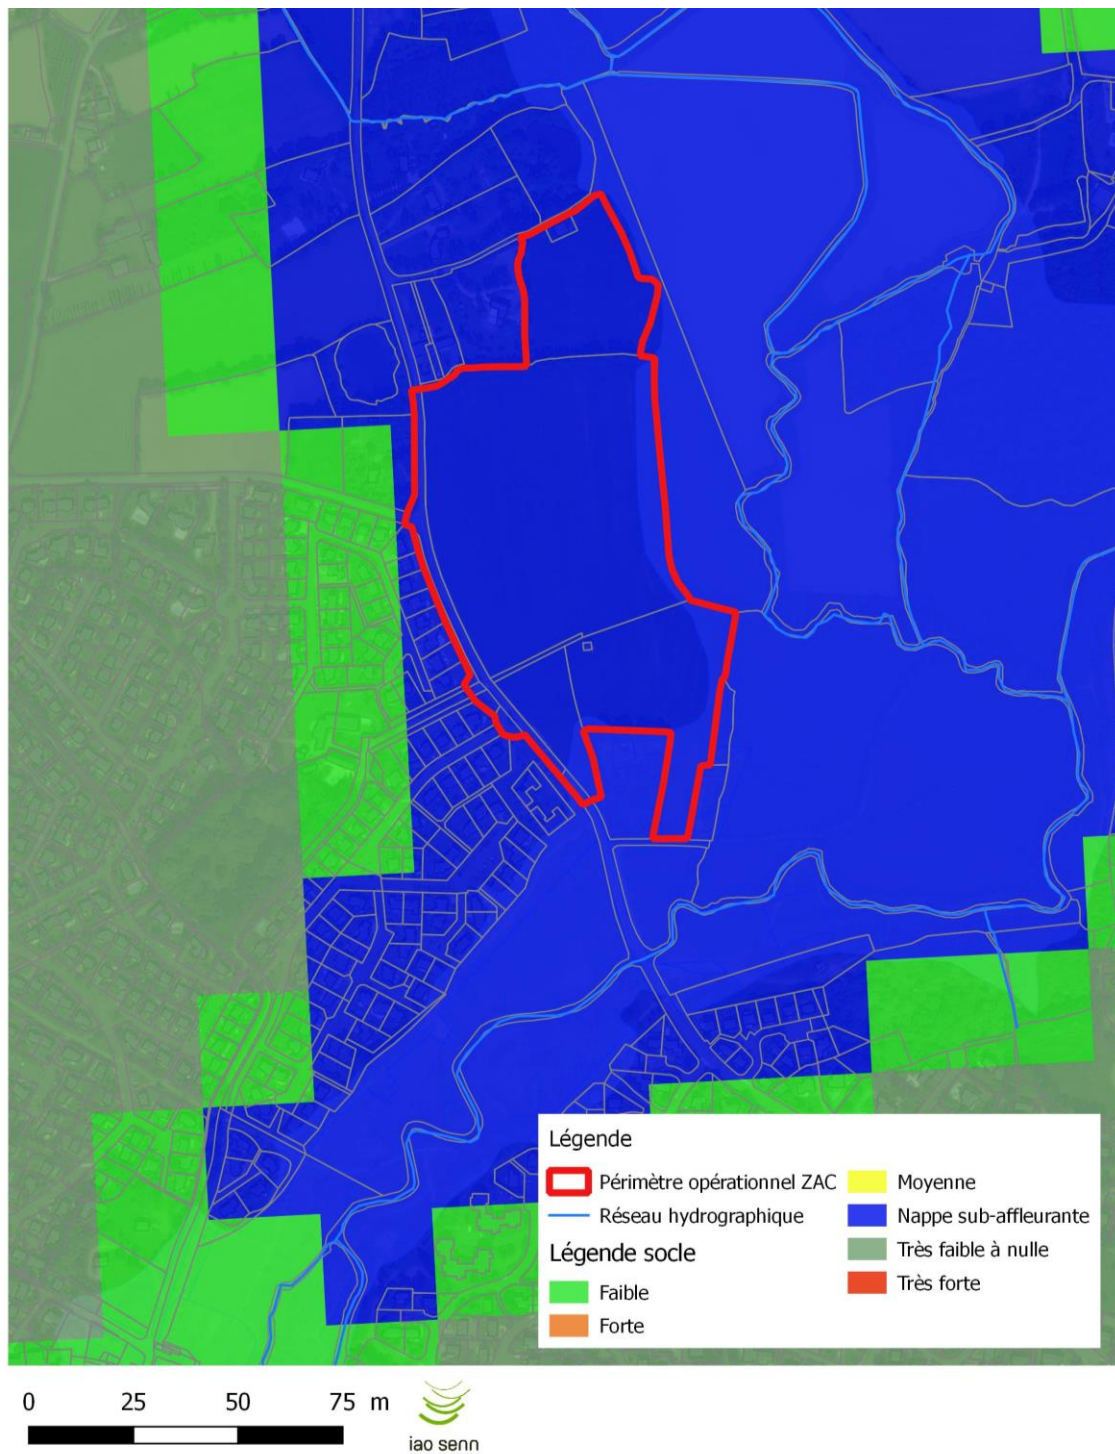 Légende
Périmètre opérationnel ZAC
Réseau hydrographique
Légende socle
Faible
Forte
Moyenne
Nappe sub-affleurante
Très faible à nulle
Très forte
0 25 50 75 m
iao senn